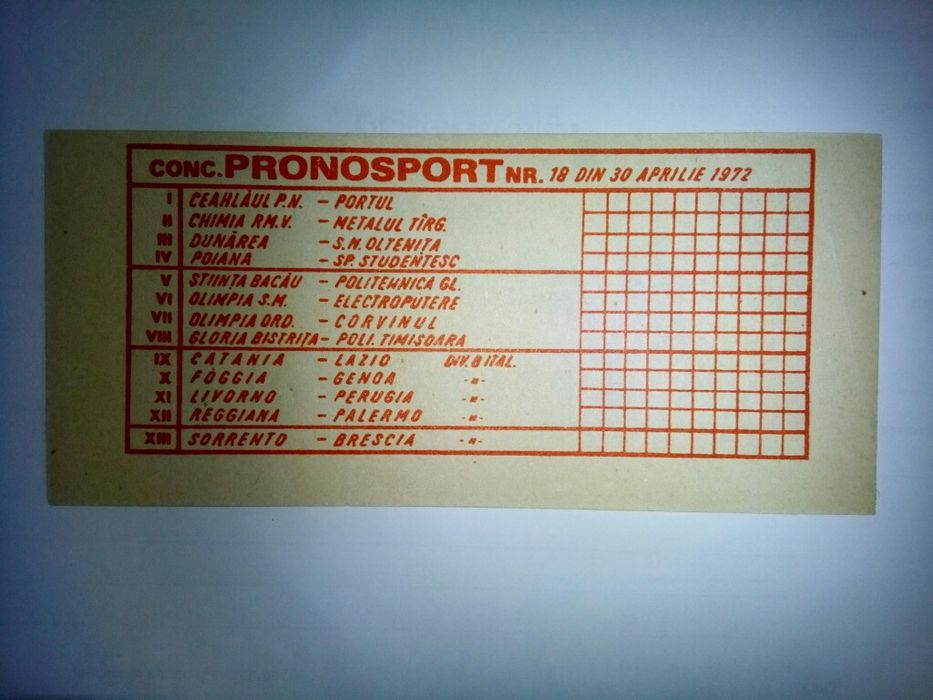 CONC. PRONOSPORT NR. 18 DIN 30 APRILIE 1972
I CEAHLĂUL P.N. – PORTUL
II CHIMIA RM.V. – METALUL TÎRG.
III DUNĂREA – S.N. OLTENIȚA
IV POIANA – SP. STUDENȚESC
V ȘTIINȚA BACĂU – POLITEHNICA GL.
VI OLIMPIA S.M. – ELECTROPUTERE
VII OLIMPIA ORD. – CORVINUL
VIII GLORIA BISTRIȚA – POLI. TIMIȘOARA
IX CATANIA – LAZIO DIV. B ITAL.
X FOGGIA – GENOA -„-
XI LIVORNO – PERUGIA -„-
XII REGGIANA – PALERMO -„-
XIII SORRENTO – BRESCIA -„-